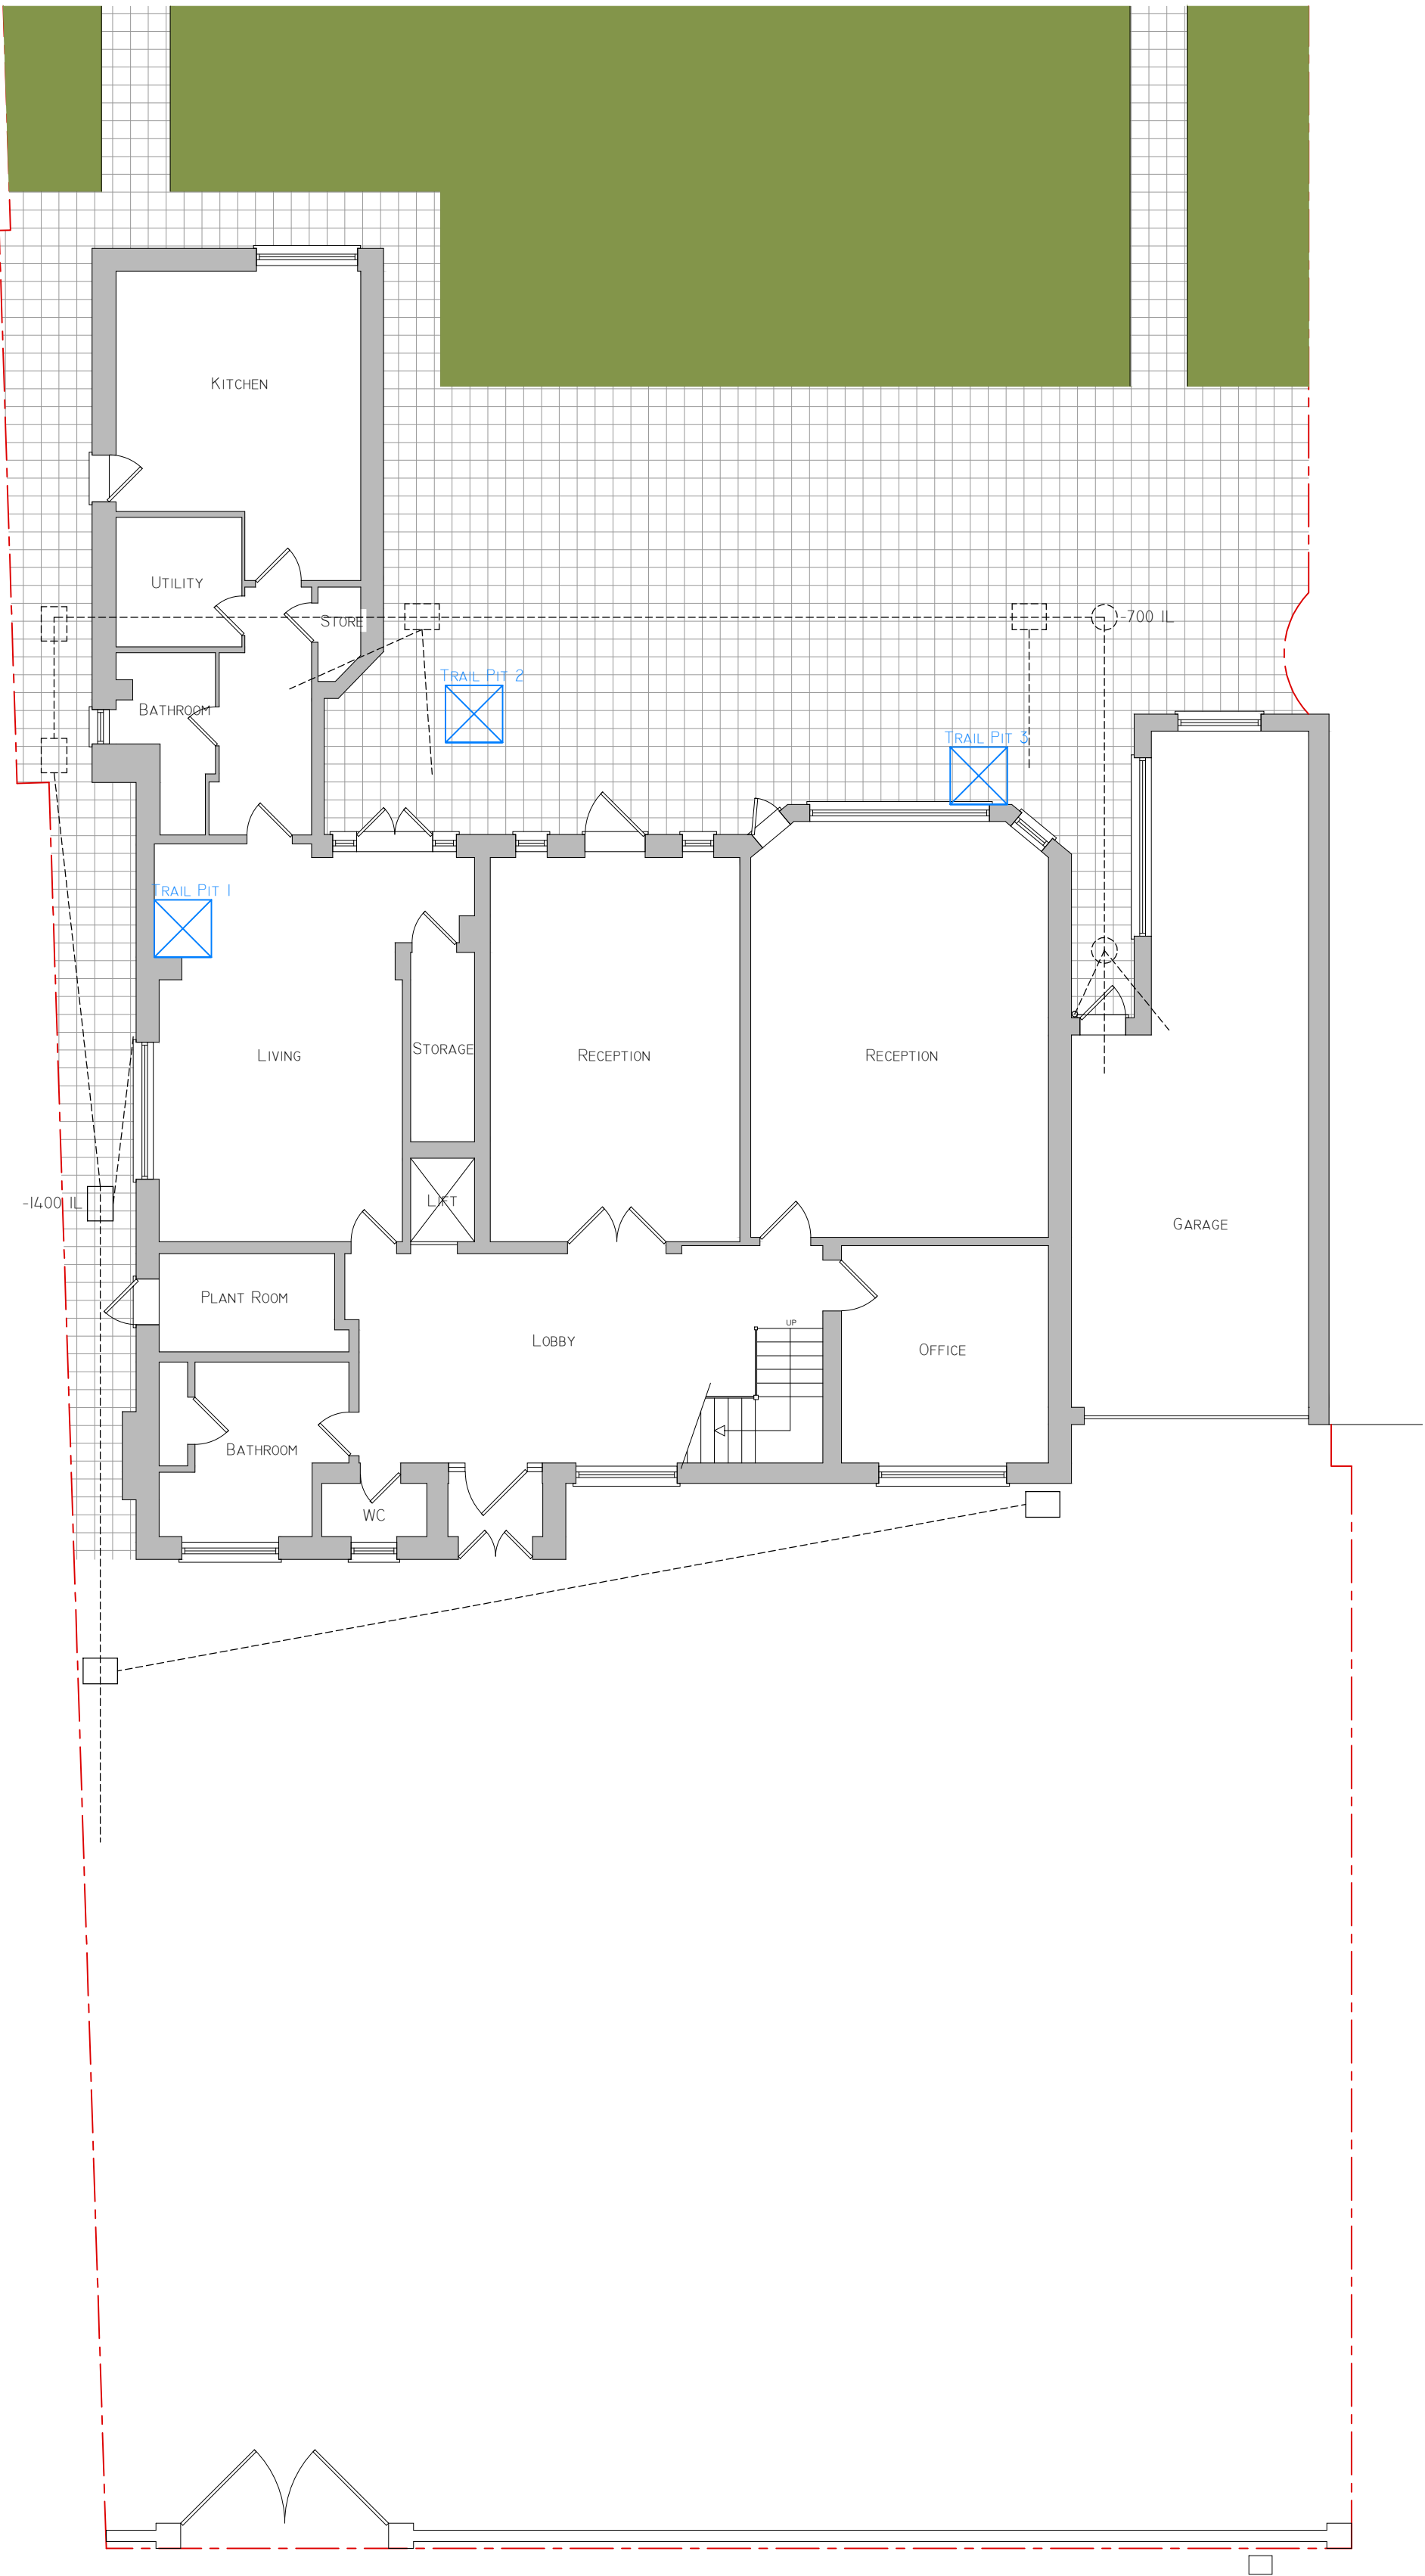 KITCHEN
UTILITY
STORE
-700 IL
TRAIL PIT 2
BATHROOM
TRAIL PIT 3
TRAIL PIT 1
LIVING
STORAGE
RECEPTION
RECEPTION
-1400 IL
LIFT
GARAGE
PLANT ROOM
UP
LOBBY
OFFICE
BATHROOM
WC